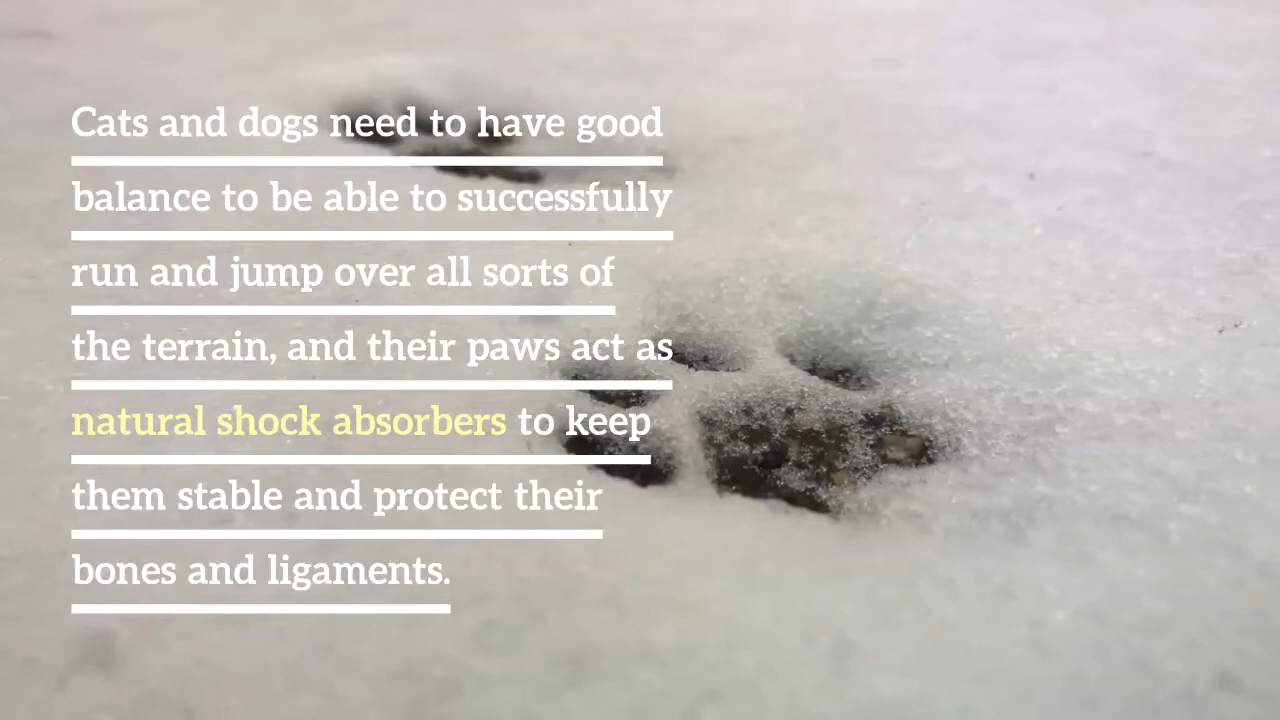 Cats and dogs need to have good
balance to be able to successfully
run and jump over all sorts of
the terrain, and their paws act as
natural shock absorbers to keep
them stable and protect their
bones and ligaments.